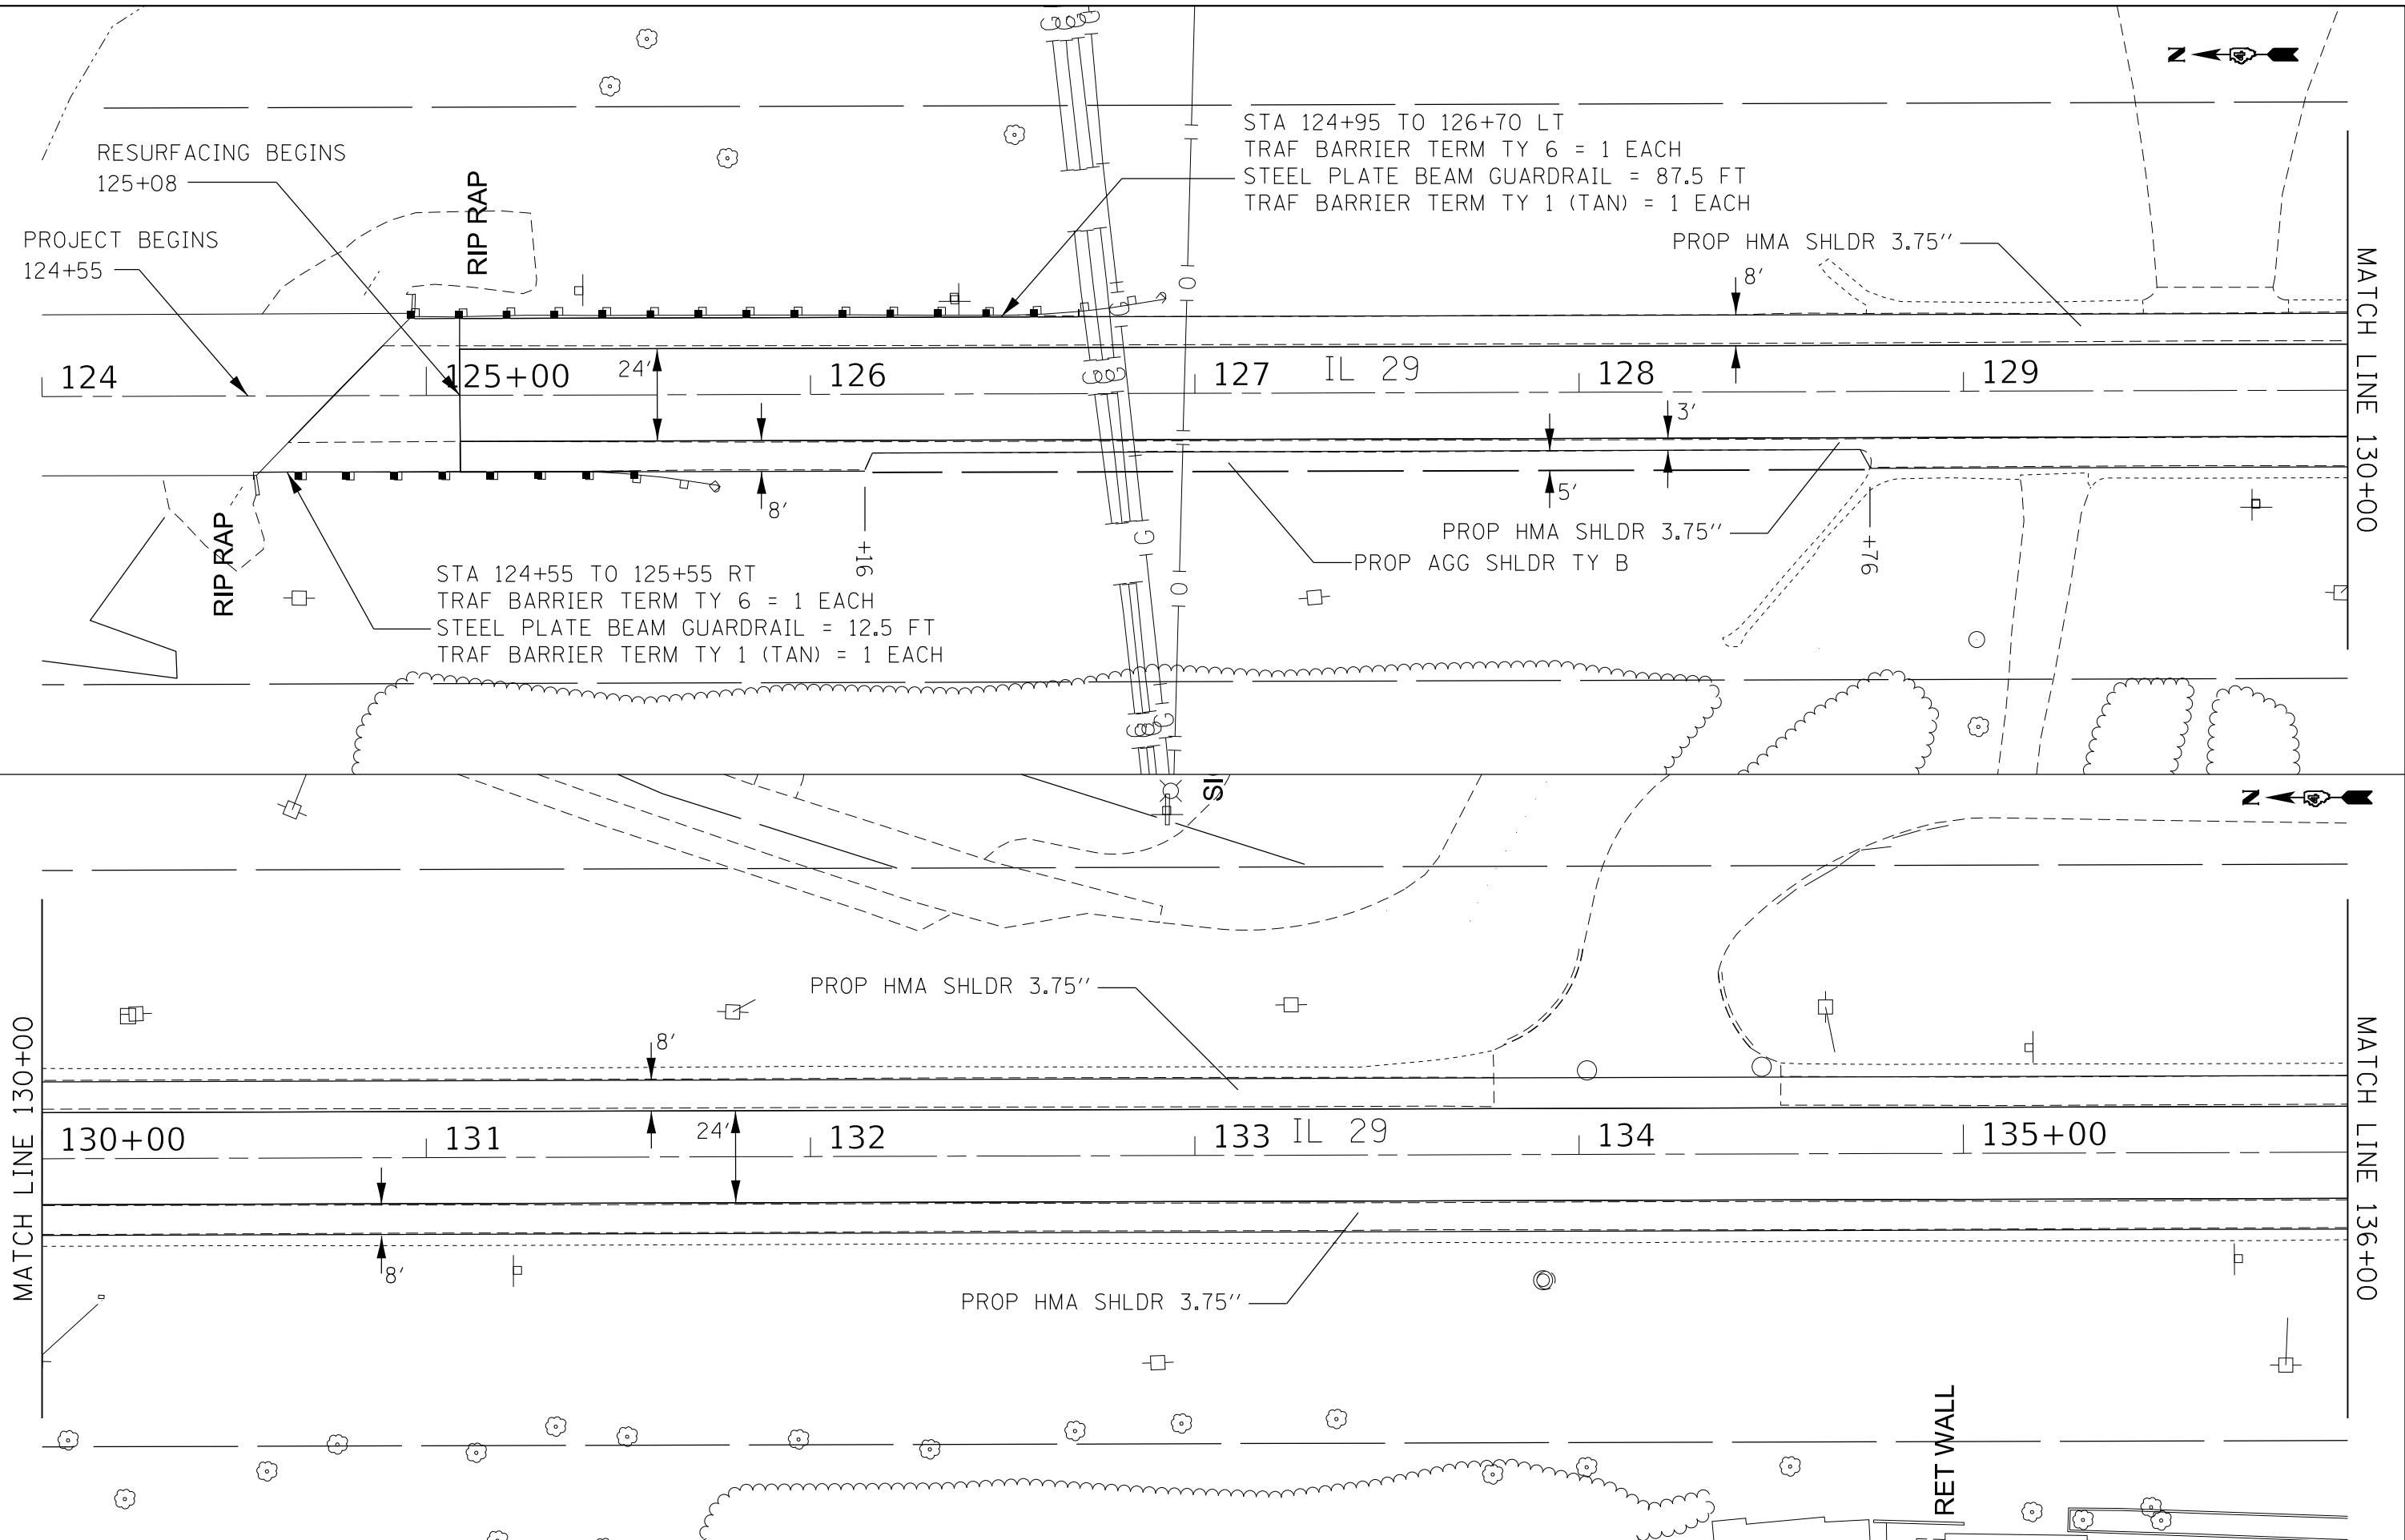 N
STA 124+95 TO 126+70 LT
TRAF BARRIER TERM TY 6 = 1 EACH
STEEL PLATE BEAM GUARDRAIL = 87.5 FT
TRAF BARRIER TERM TY 1 (TAN) = 1 EACH
RESURFACING BEGINS
125+08
RIP RAP
PROJECT BEGINS
124+55
PROP HMA SHLDR 3.75''
8'
MATCH LINE 130+00
124
125+00
24'
126
127
IL 29
128
129
3'
8'
5'
+16
PROP HMA SHLDR 3.75''
PROP AGG SHLDR TY B
+76
RIP RAP
STA 124+55 TO 125+55 RT
TRAF BARRIER TERM TY 6 = 1 EACH
STEEL PLATE BEAM GUARDRAIL = 12.5 FT
TRAF BARRIER TERM TY 1 (TAN) = 1 EACH
G
G
G
O
O
O
N
PROP HMA SHLDR 3.75''
8'
MATCH LINE 130+00
130+00
131
24'
132
133
IL 29
134
135+00
MATCH LINE 136+00
8'
PROP HMA SHLDR 3.75''
RET WALL